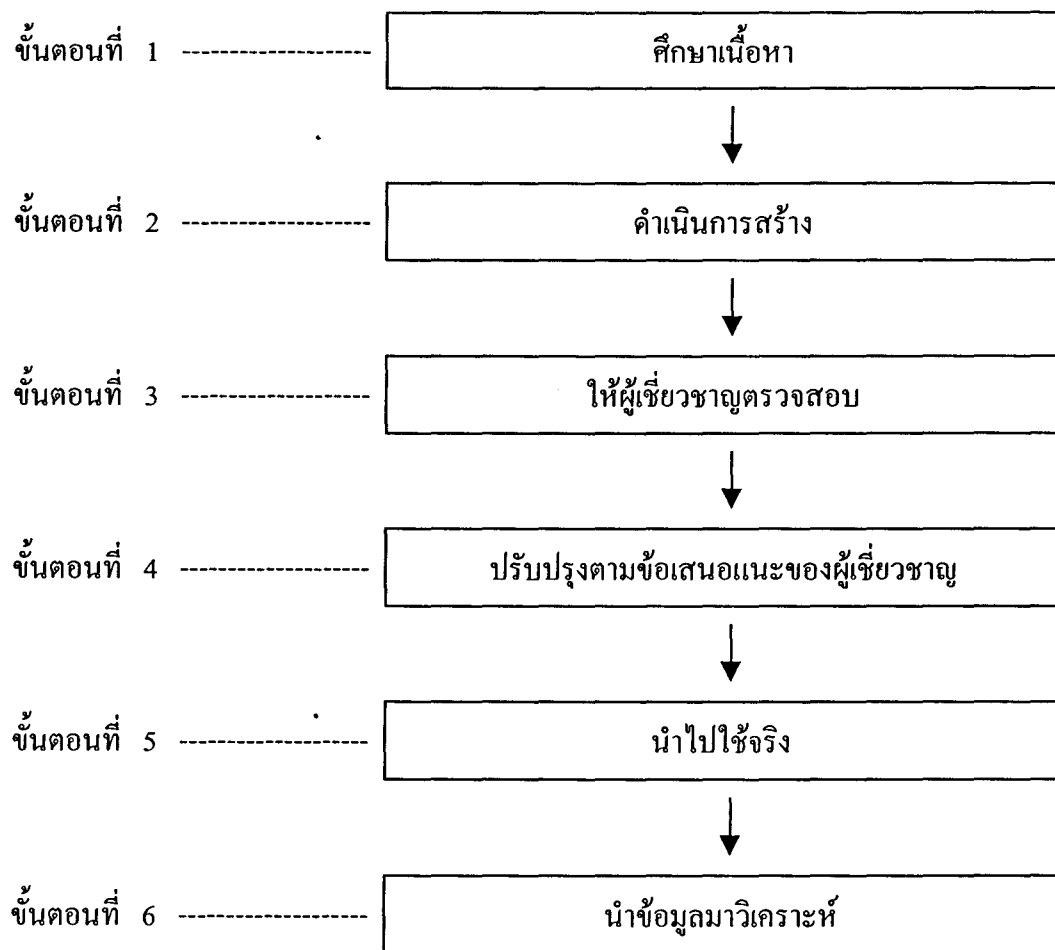 ขั้นตอนที่ 1 ศึกษาเนื้อหา
ขั้นตอนที่ 2 ดำเนินการสร้าง
ขั้นตอนที่ 3 ให้ผู้เชี่ยวชาญตรวจสอบ
ขั้นตอนที่ 4 ปรับปรุงตามข้อเสนอแนะของผู้เชี่ยวชาญ
ขั้นตอนที่ 5 นำไปใช้จริง
ขั้นตอนที่ 6 นำข้อมูลมาวิเคราะห์